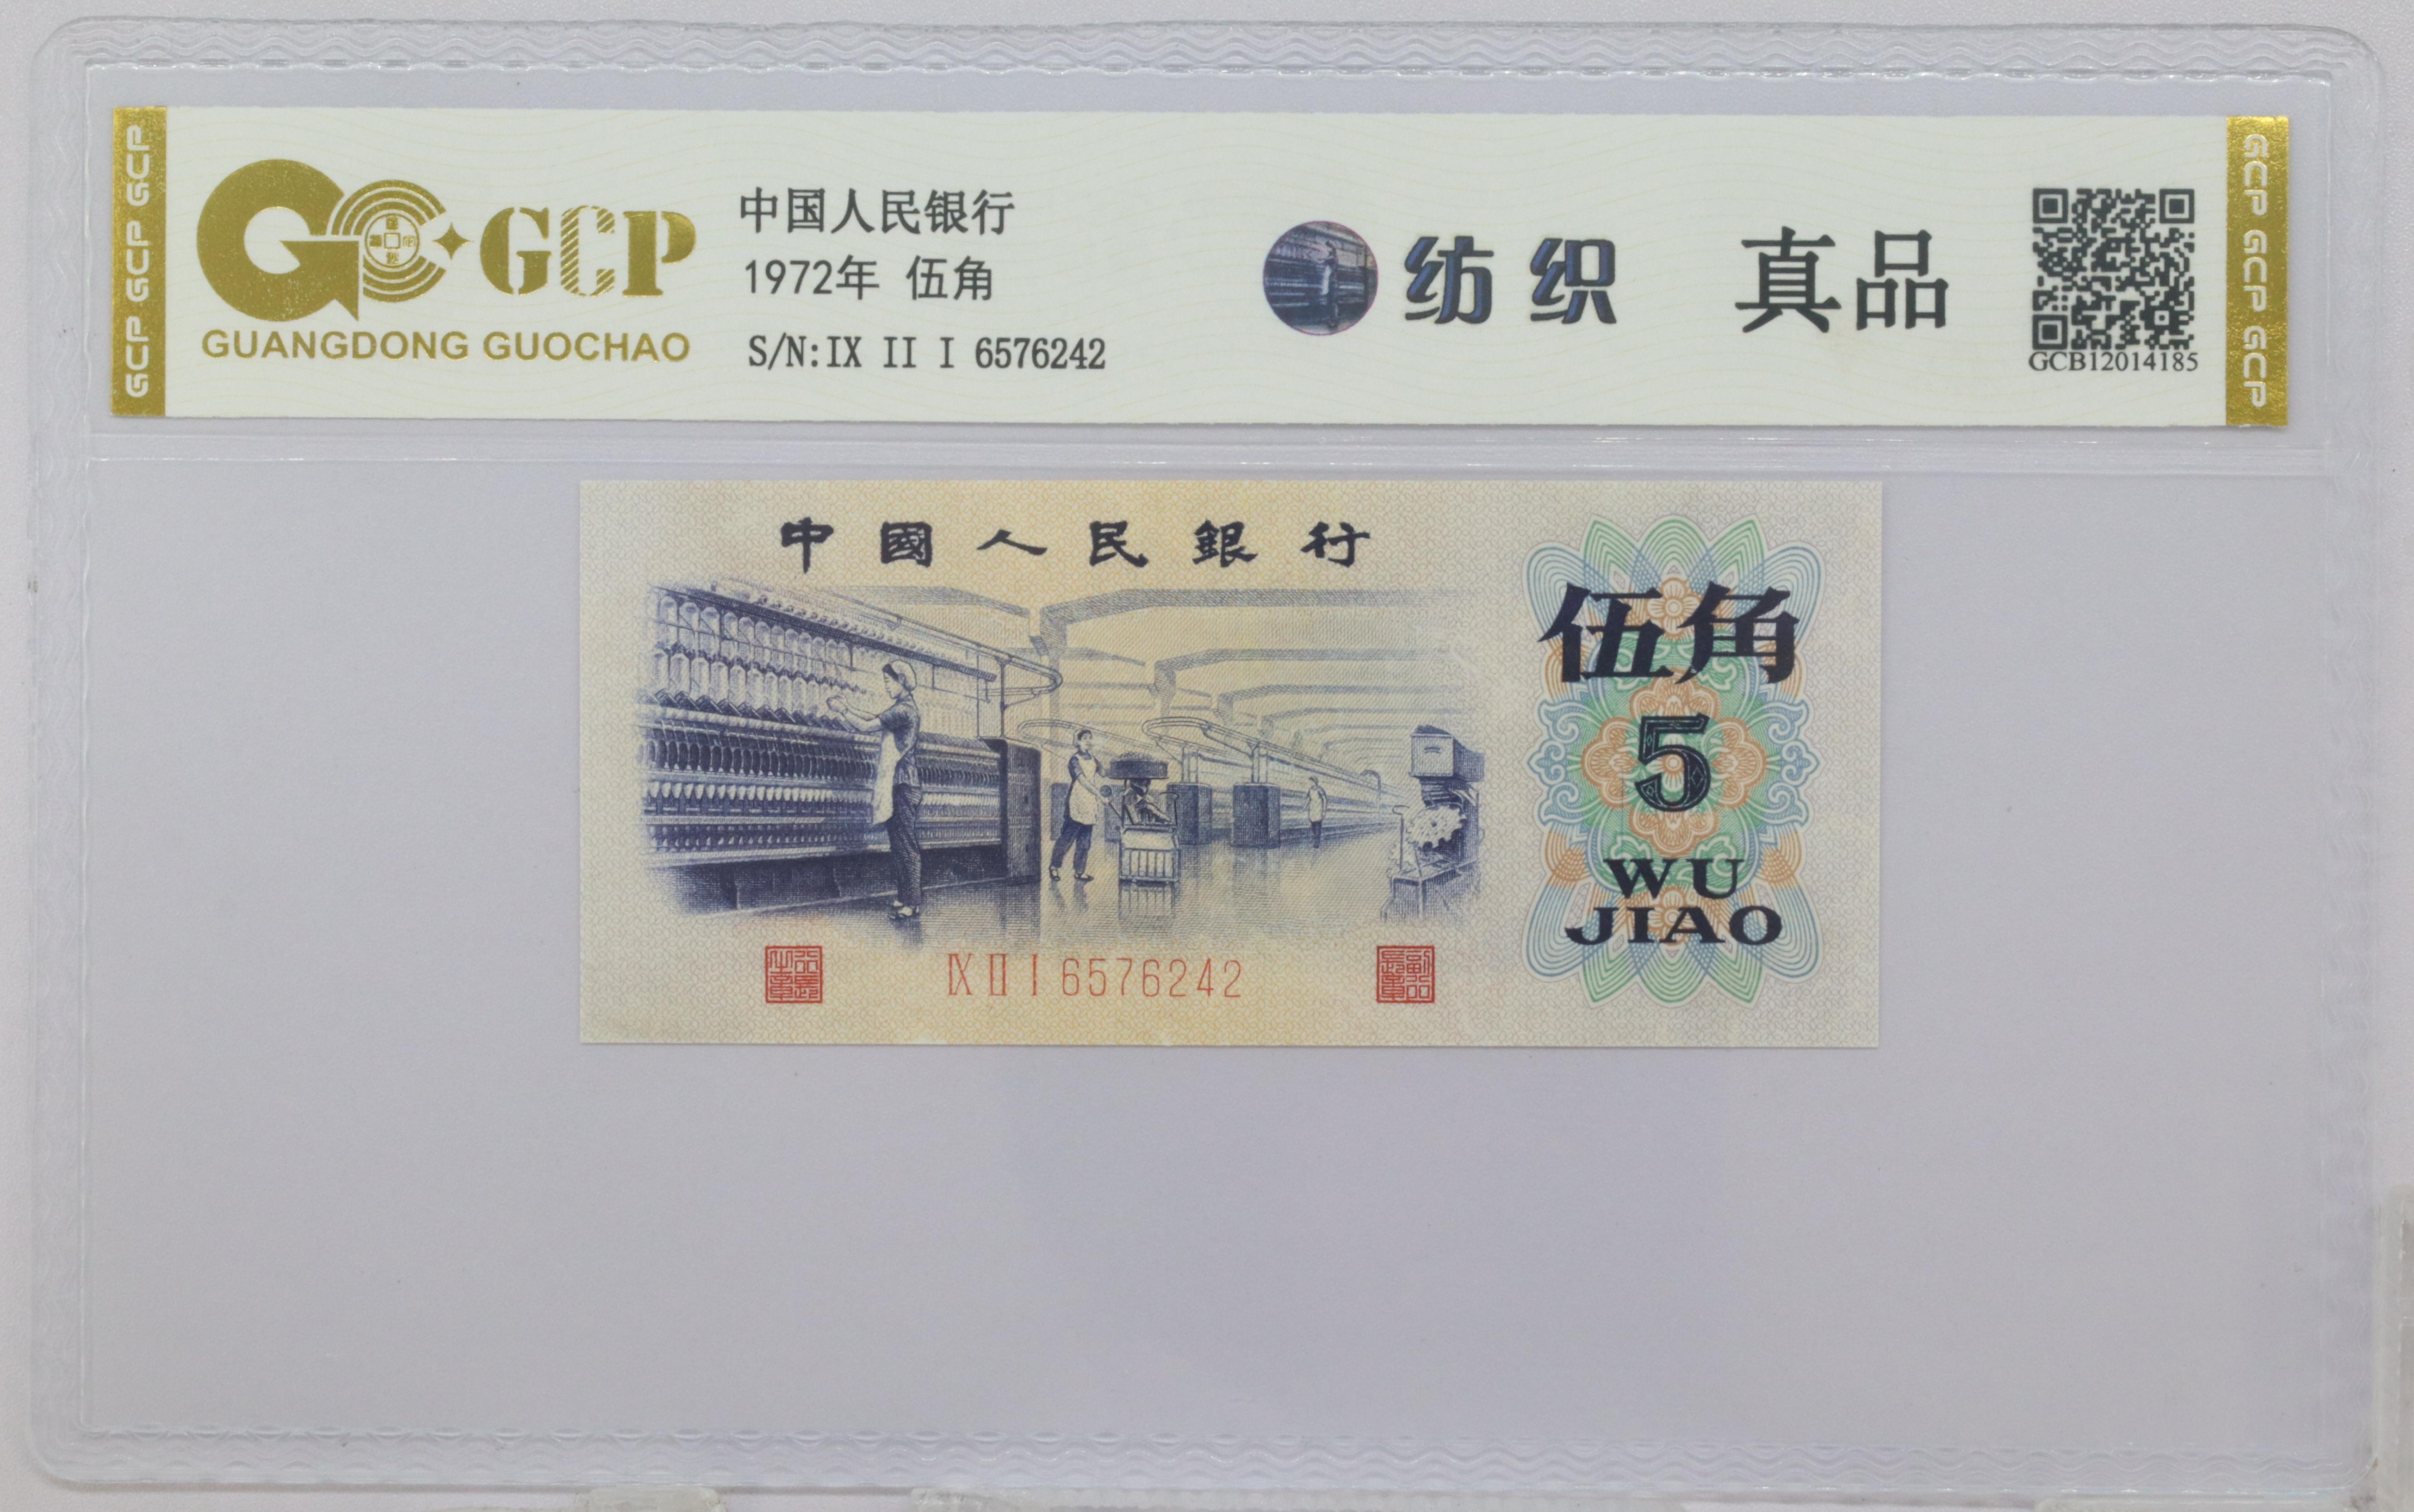 GCP GCP GCP
GCP
GUANGDONG GUOCHAO
中国人民银行
1972年 伍角
S/N:IX II I 6576242
纺织
真品
GCB12014185
GCP GCP GCP
中國人民銀行
伍角
5
WU
JIAO
IX II I 6576242